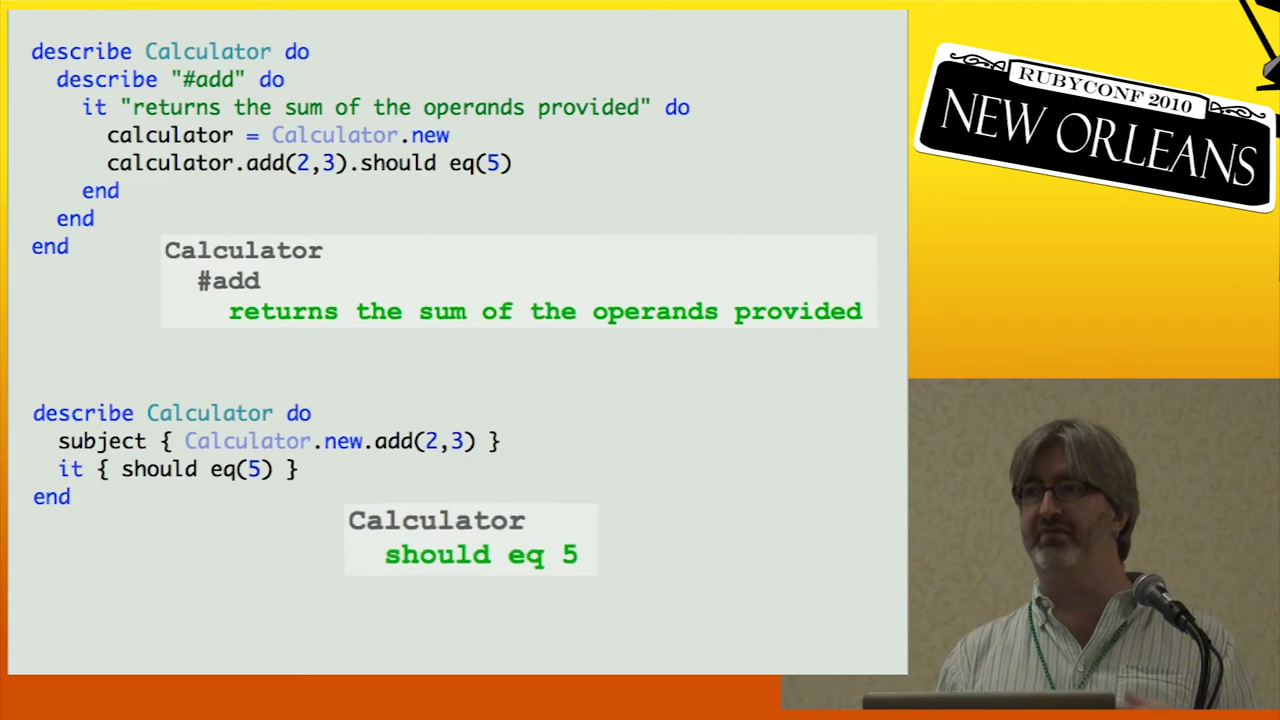 describe Calculator do
describe "#add" do
it "returns the sum of the operands provided" do
calculator = Calculator.new
calculator.add(2,3).should eq(5)
end
end
end
Calculator
#add
returns the sum of the operands provided
describe Calculator do
subject { Calculator.new.add(2,3) }
it { should eq(5) }
end
Calculator
should eq 5
RUBYCONF 2010
NEW ORLEANS